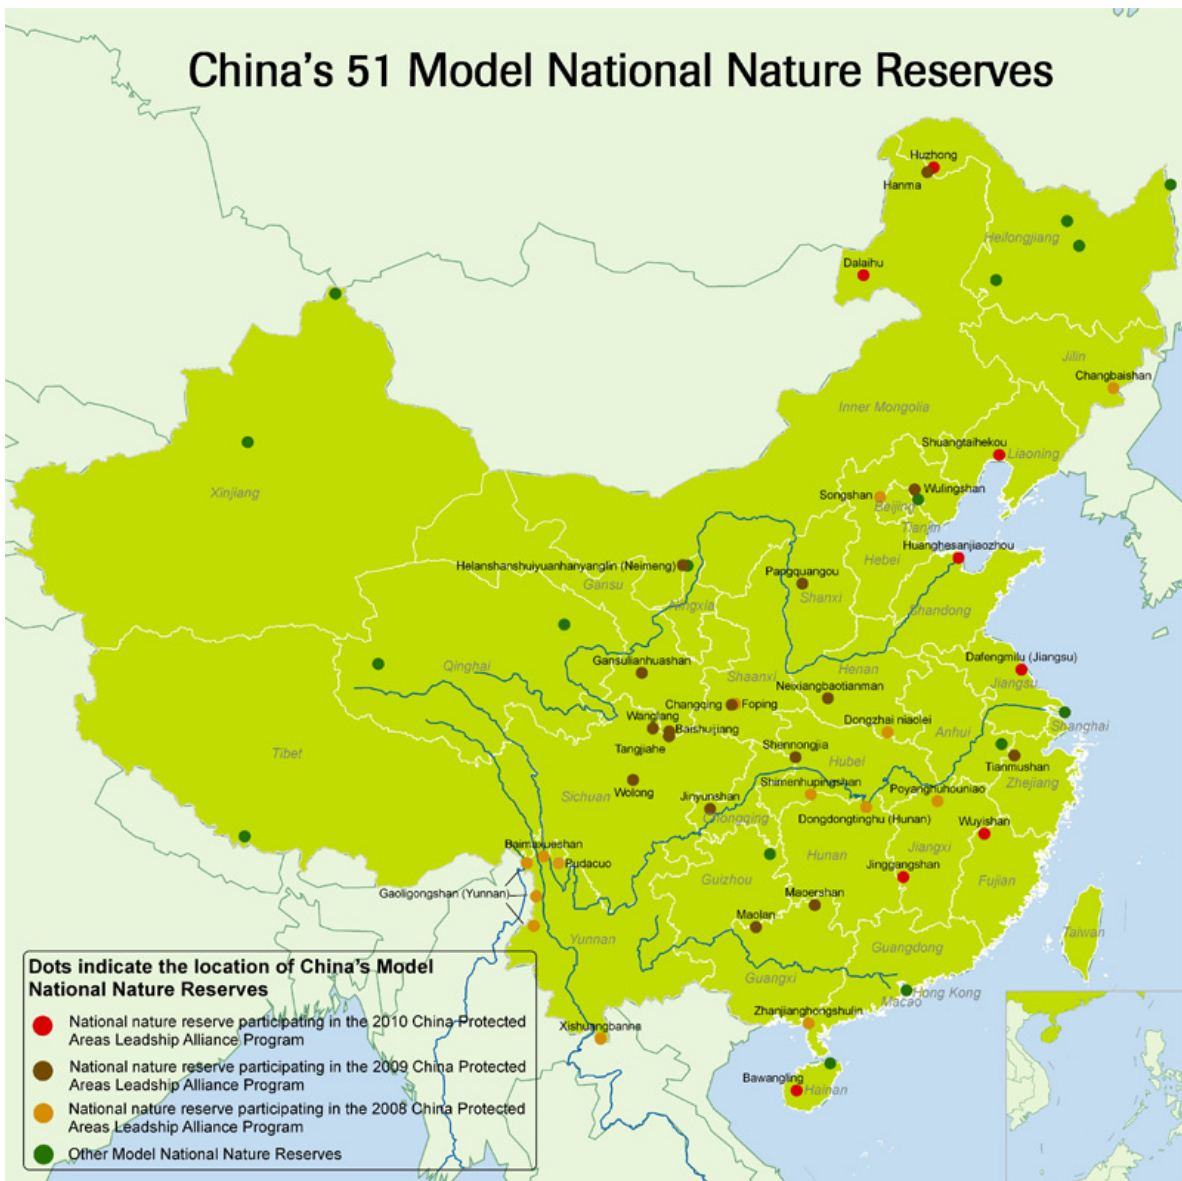 China's 51 Model National Nature Reserves
Huzhong
Hanma
Heilongjiang
Dalaihu
Jilin
Changbaishan
Inner Mongolia
Shuangtaihekou
Liaoning
Xinjiang
Songshan
Wulingshan
Beijing
Tianjin
Huanghesanjiaozhou
Hebei
Helanshanshuiyuanhanyanglin (Neimeng)
Gansu
Pangquangou
Shanxi
Ningxia
Shandong
Gansulianhuashan
Qinghai
Shaanxi
Henan
Dafengmilu (Jiangsu)
Jiangsu
Neixiangbaotianman
Changqing
Foping
Wanglang
Baishuijiang
Tangjiahe
Dongzhai niaolei
Anhui
Shanghai
Tibet
Shennongjia
Hubei
Tianmushan
Zhejiang
Wolong
Sichuan
Shimenhupingshan
Poyanghuhouniao
Jinyunshan
Chongqing
Dongdongtinghu (Hunan)
Wuyishan
Baimaxueshan
Pudacuo
Hunan
Jiangxi
Jinggangshan
Fujian
Guizhou
Gaoligongshan (Yunnan)
Maoershan
Maolan
Yunnan
Guangdong
Taiwan
Guangxi
Hong Kong
Macao
Zhanjianghongshulin
Xishuangbanna
Bawangling
Hainan
Dots indicate the location of China's Model
National Nature Reserves
National nature reserve participating in the 2010 China Protected
Areas Leadship Alliance Program
National nature reserve participating in the 2009 China Protected
Areas Leadship Alliance Program
National nature reserve participating in the 2008 China Protected
Areas Leadship Alliance Program
Other Model National Nature Reserves